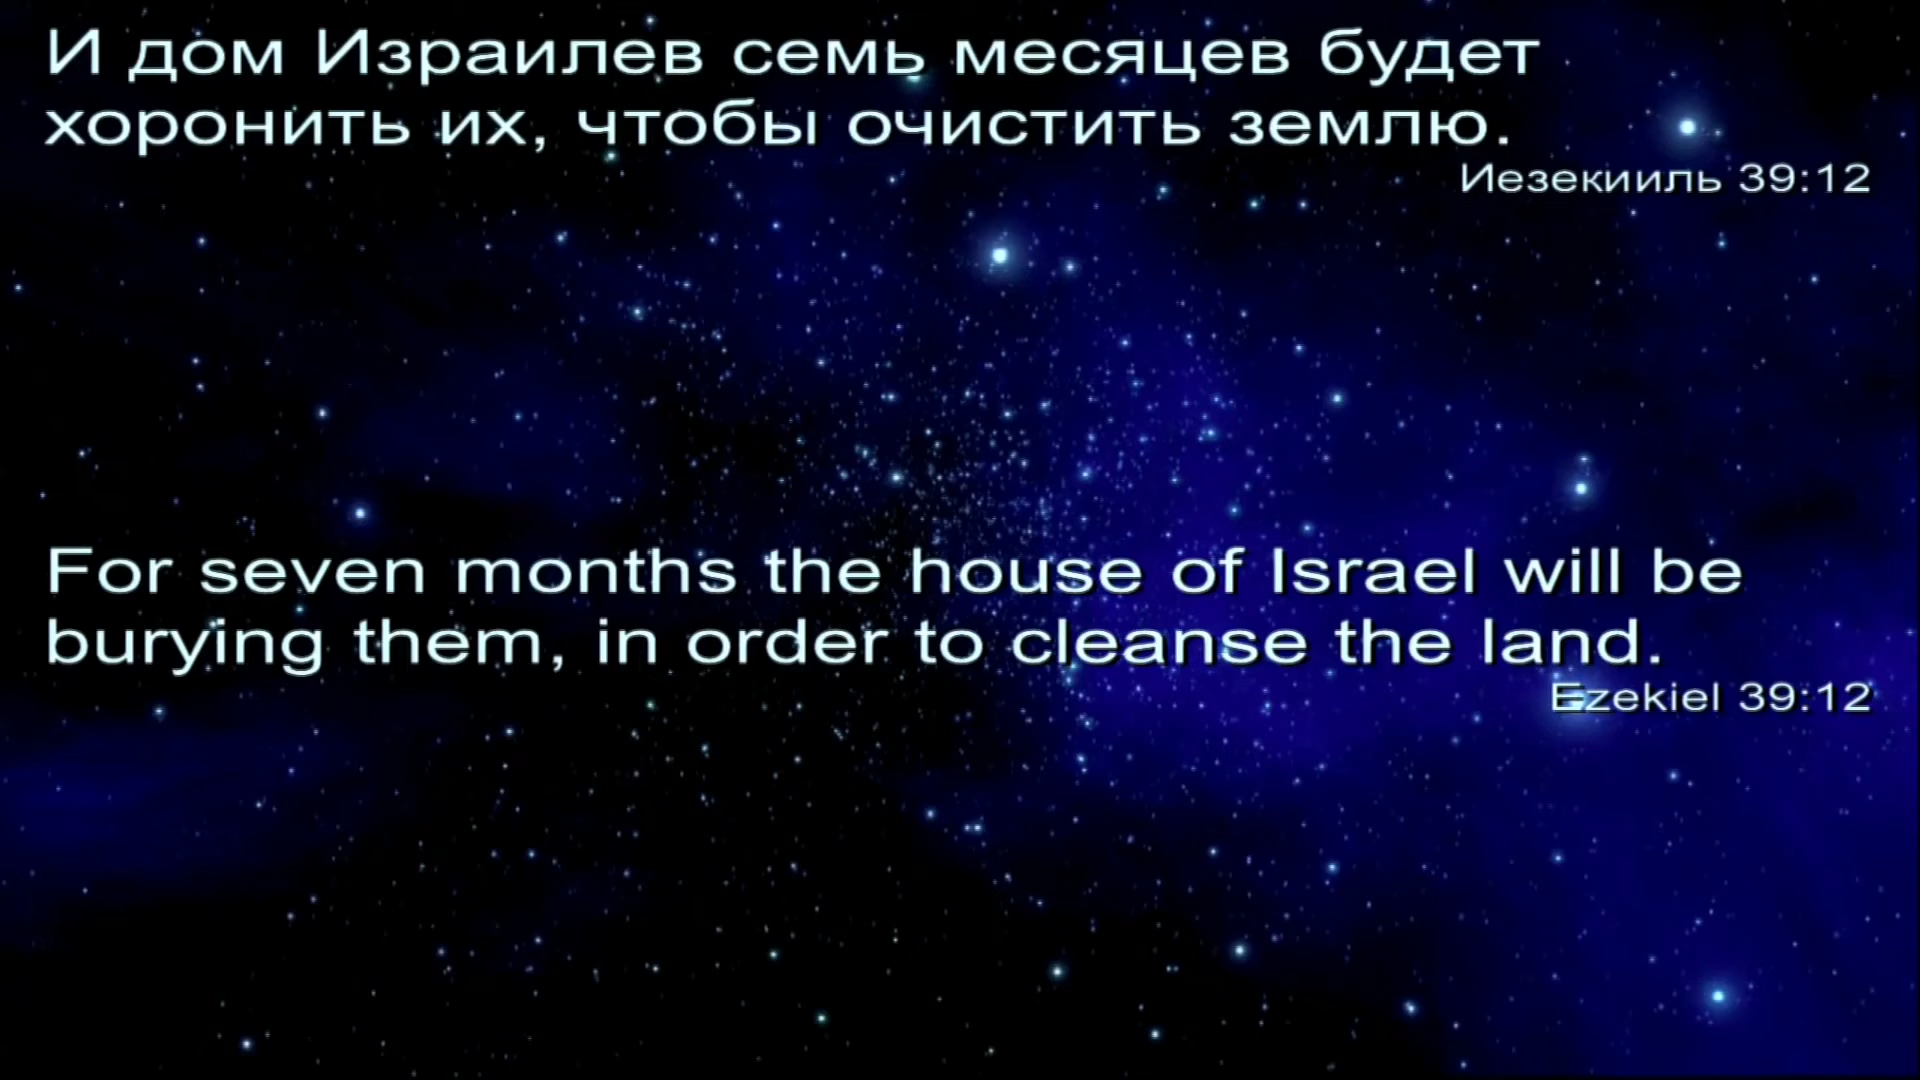 И дом Израилев семь месяцев будет
хоронить их, чтобы очистить землю.
Иезекииль 39:12
For seven months the house of Israel will be
burying them, in order to cleanse the land.
Ezekiel 39:12